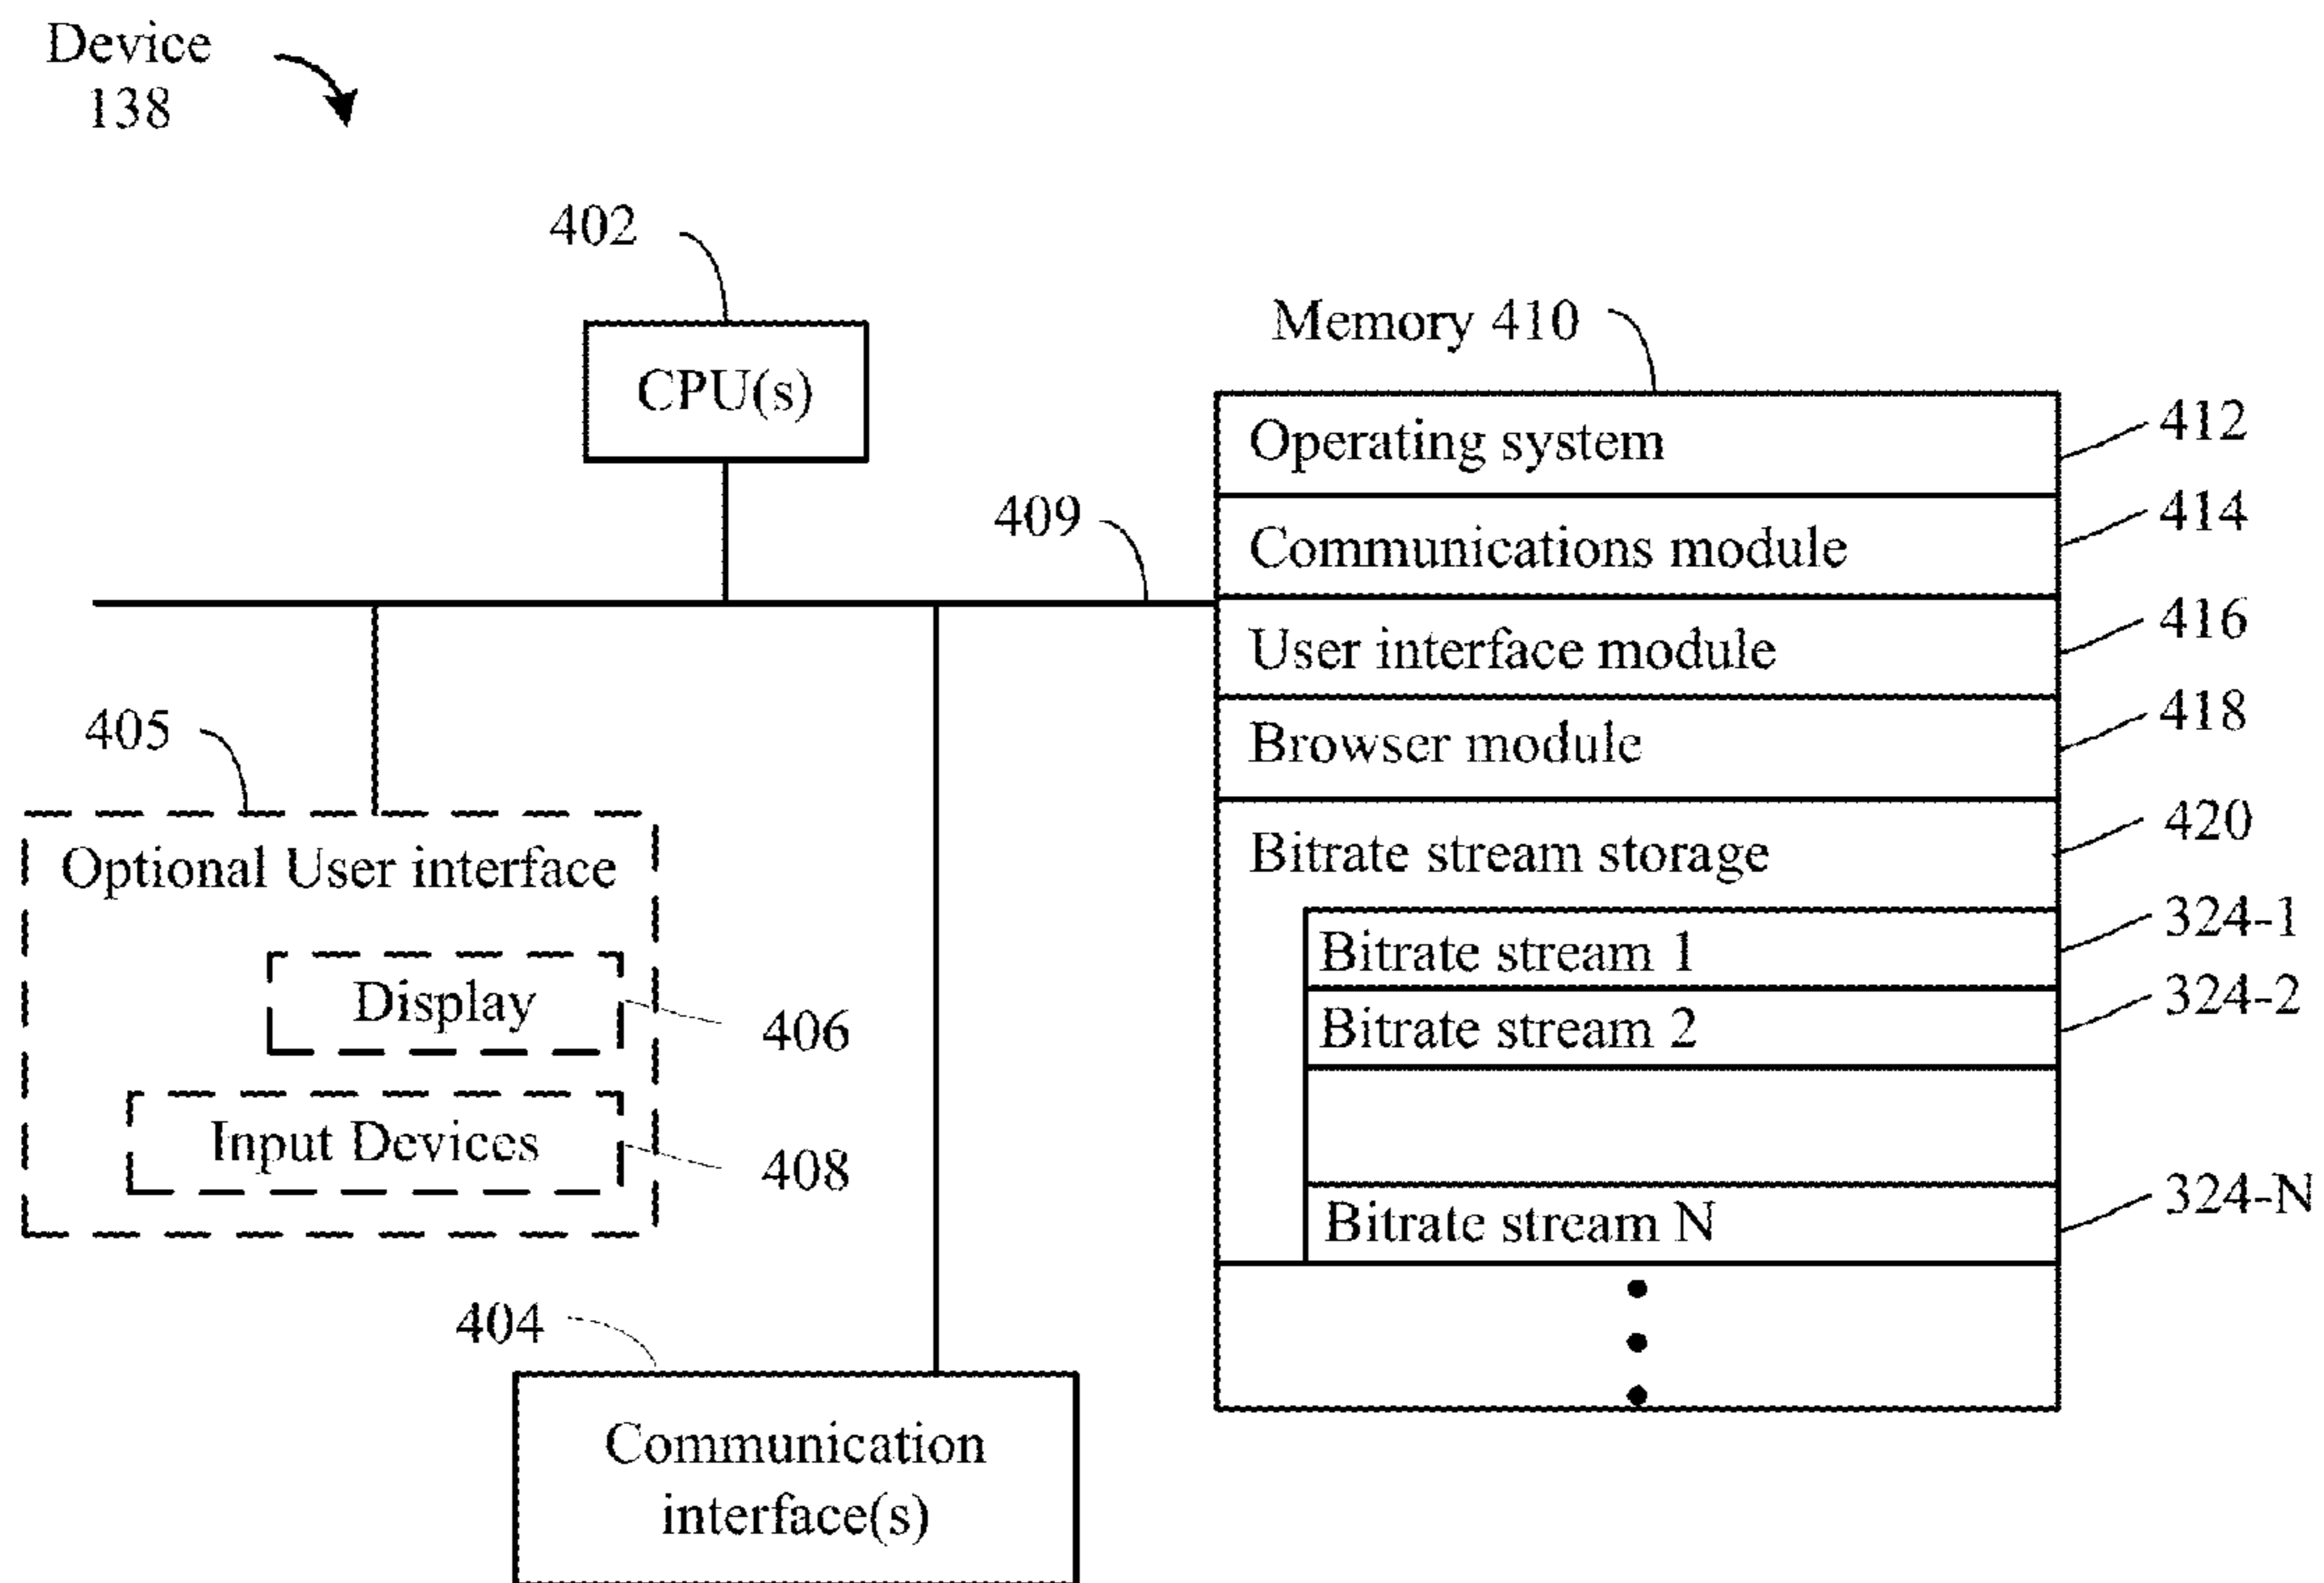 Device
138
402
CPU(s)
Memory 410
Operating system
412
409
Communications module
414
User interface module
416
Browser module
418
405
Optional User interface
Display
406
Input Devices
408
Bitrate stream storage
420
Bitrate stream 1
324-1
Bitrate stream 2
324-2
Bitrate stream N
324-N
404
Communication
interface(s)